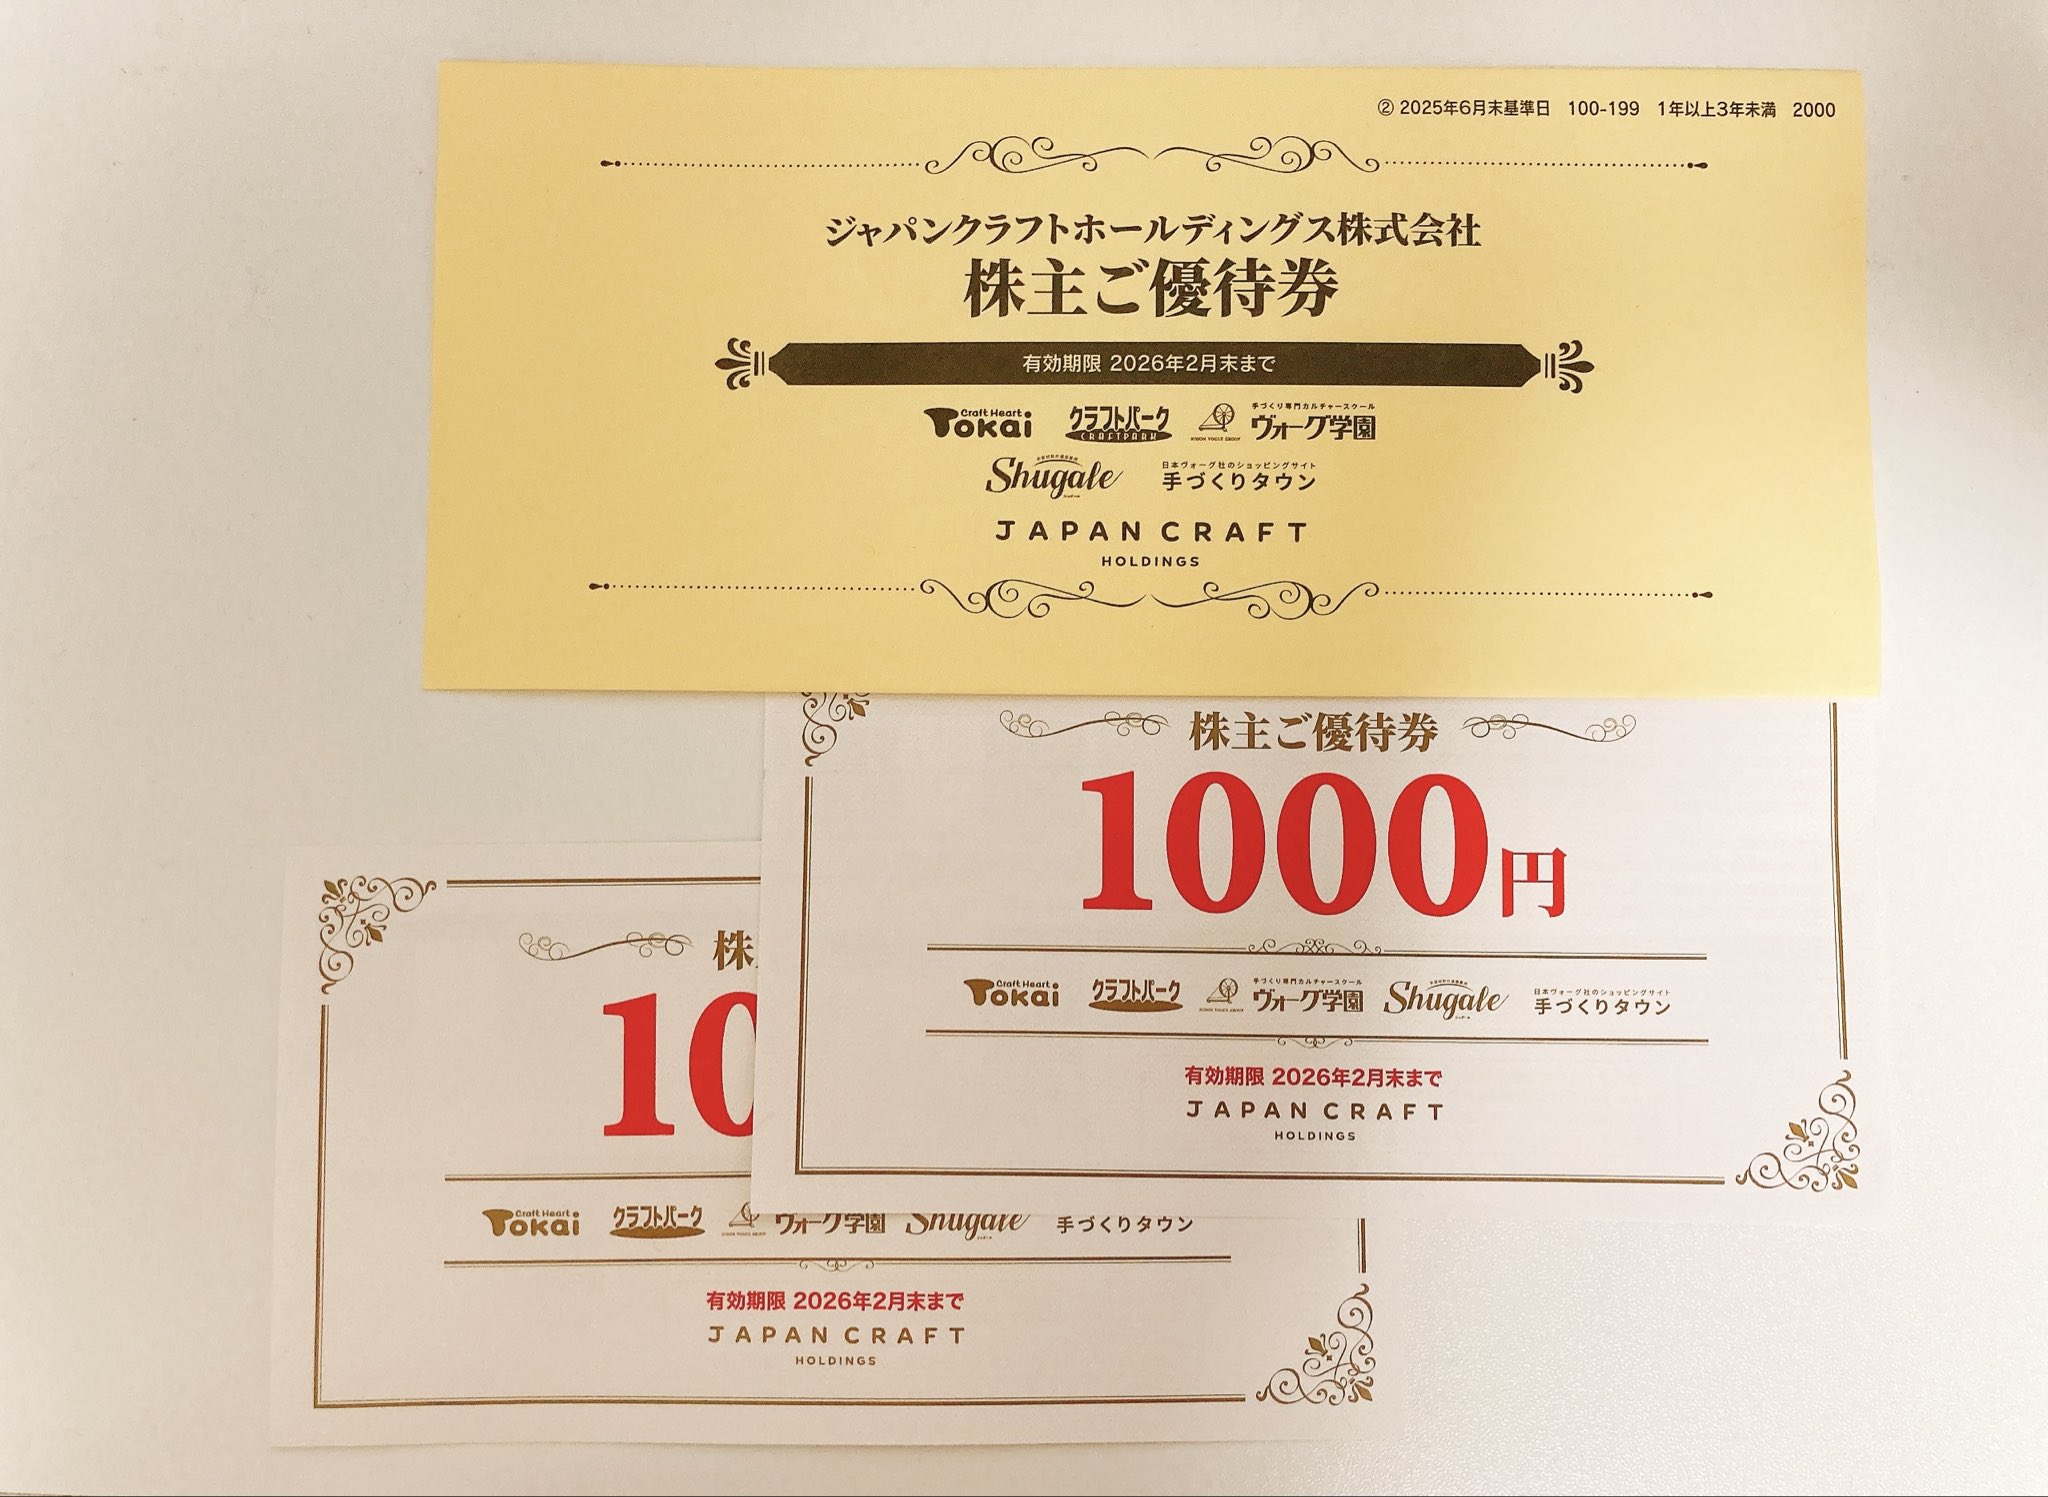 ② 2025年6月末基準日 100-199 1年以上3年未満 2000
ジャパンクラフトホールディングス株式会社
株主ご優待券
有効期限 2026年2月末まで
Craft Heart Tokai
クラフトパーク CRAFTPARK
NIHON VOGUE GROUP
手づくり専門カルチャースクール
ヴォーグ学園
Shugale
日本ヴォーグ社のショッピングサイト
手づくりタウン
JAPAN CRAFT
HOLDINGS
株主ご優待券
1000円
Craft Heart Tokai
クラフトパーク
NIHON VOGUE GROUP
手づくり専門カルチャースクール
ヴォーグ学園
Shugale
日本ヴォーグ社のショッピングサイト
手づくりタウン
有効期限 2026年2月末まで
JAPAN CRAFT
HOLDINGS
株
10
Craft Heart Tokai
クラフトパーク
NIHON VOGUE GROUP
ヴォーグ学園
Shugale
手づくりタウン
有効期限 2026年2月末まで
JAPAN CRAFT
HOLDINGS